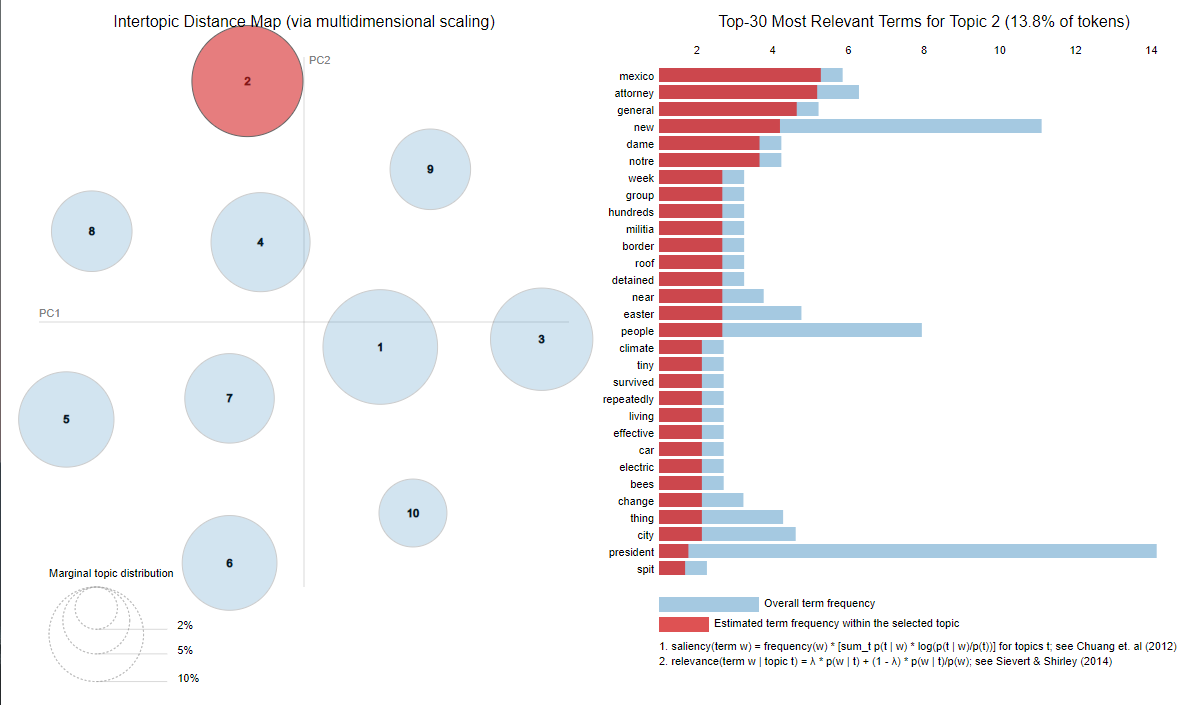 Intertopic Distance Map (via multidimensional scaling)
PC2
2
9
8
4
PC1
1
3
7
5
10
6
Marginal topic distribution
2%
5%
10%
Top-30 Most Relevant Terms for Topic 2 (13.8% of tokens)
2 4 6 8 10 12 14
mexico
attorney
general
new
dame
notre
week
group
hundreds
militia
border
roof
detained
near
easter
people
climate
tiny
survived
repeatedly
living
effective
car
electric
bees
change
thing
city
president
spit
Overall term frequency
Estimated term frequency within the selected topic
1. saliency(term w) = frequency(w) * [sum_t p(t | w) * log(p(t | w)/p(t))] for topics t; see Chuang et. al (2012)
2. relevance(term w | topic t) = λ * p(w | t) + (1 - λ) * p(w | t)/p(w); see Sievert & Shirley (2014)